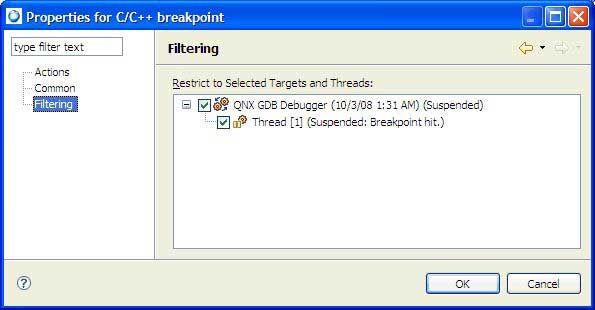 Properties for C/C++ breakpoint
type filter text
Actions
Common
Filtering
Filtering
Restrict to Selected Targets and Threads:
QNX GDB Debugger (10/3/08 1:31 AM) (Suspended)
Thread [1] (Suspended: Breakpoint hit.)
?
OK
Cancel